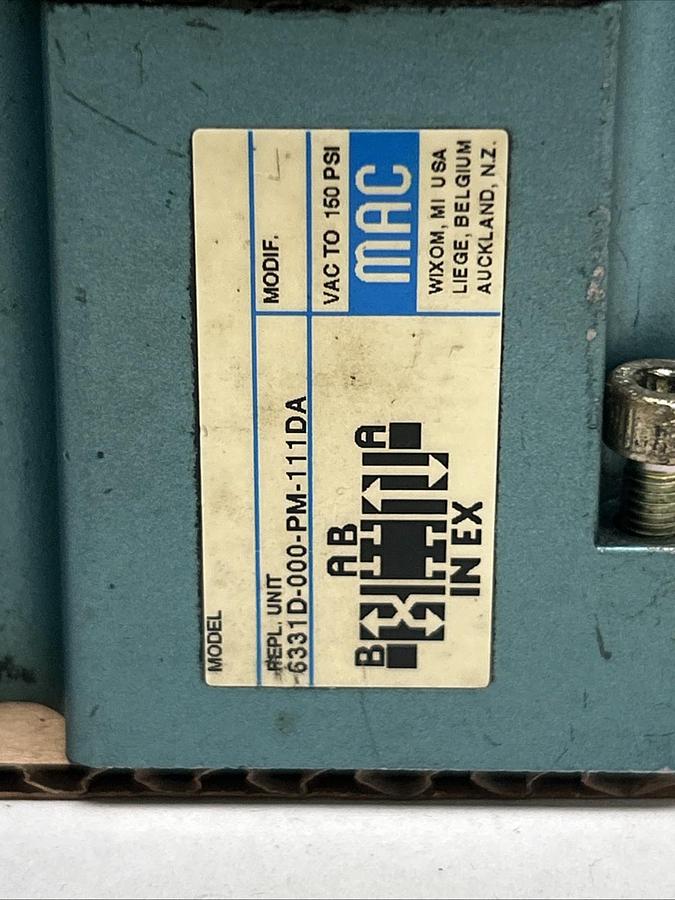 MODEL
REPL. UNIT
6331D-000-PM-111DA
MODIF.
VAC TO 150 PSI
MAC
WIXOM, MI USA
LIEGE, BELGIUM
AUCKLAND, N.Z.
A B
B
A
IN EX